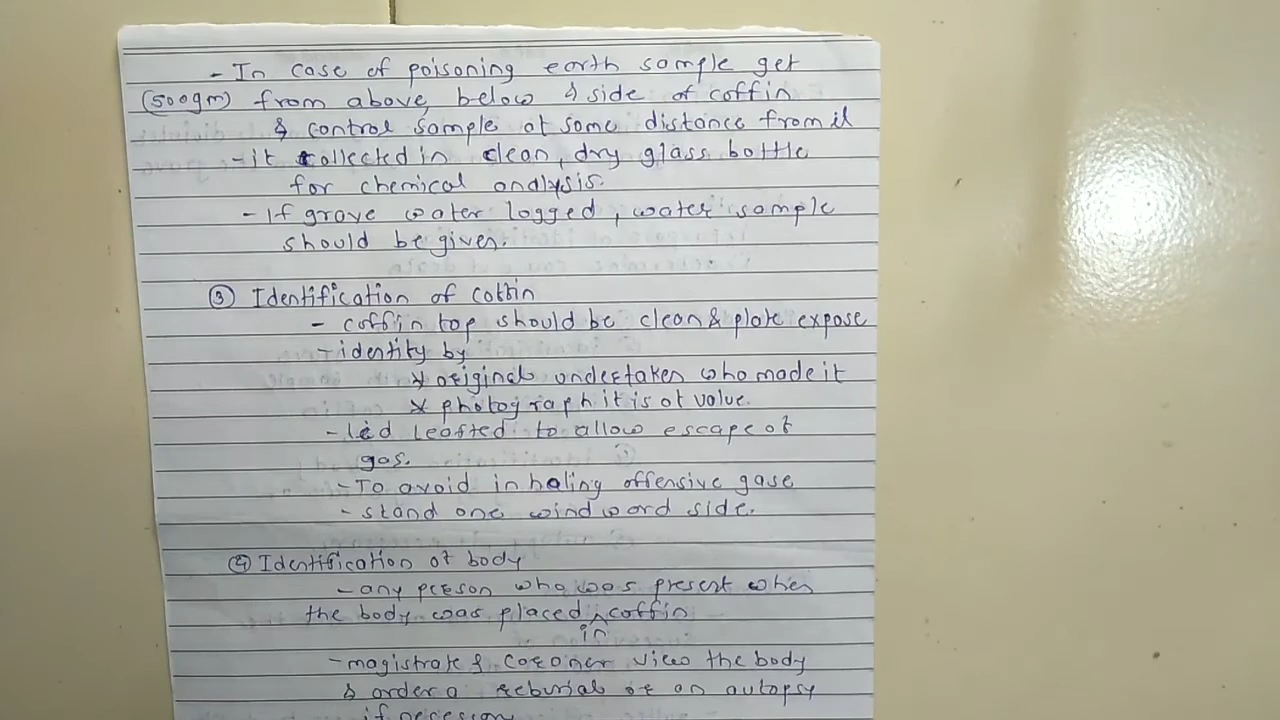 - In case of poisoning earth sample get
(500gm) from above, below & side of coffin
& control sample at some distance from it
- it collected in clean, dry glass bottle
for chemical analysis.
- If grave water logged, water sample
should be given.
③ Identification of coffin
- coffin top should be clean & plate expose
- identity by
* original undertaker who made it
* photograph it is of value.
- lid leafted to allow escape of
gas.
- To avoid inhaling offensive gase
- stand one windword side.
④ Identification of body
- any person who was present when
the body was placed in coffin
- magistrate & coroner view the body
& order a reburial or an autopsy
if necessary